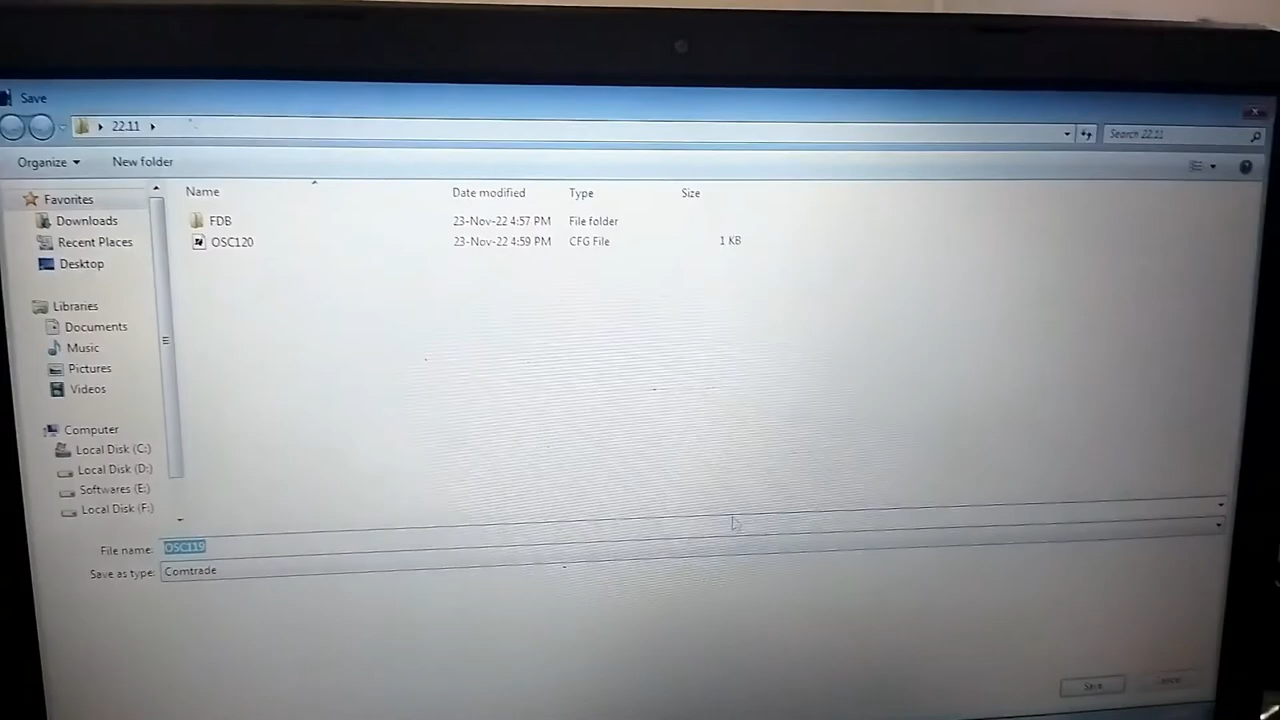 Save
22.11
Search 22.11
Organize
New folder
Name Date modified Type Size
Favorites
Downloads
Recent Places
Desktop
Libraries
Documents
Music
Pictures
Videos
Computer
Local Disk (C:)
Local Disk (D:)
Softwares (E:)
Local Disk (F:)
FDB 23-Nov-22 4:57 PM File folder
OSC120 23-Nov-22 4:59 PM CFG File 1 KB
File name: OSC119
Save as type: Comtrade
Save
Cancel